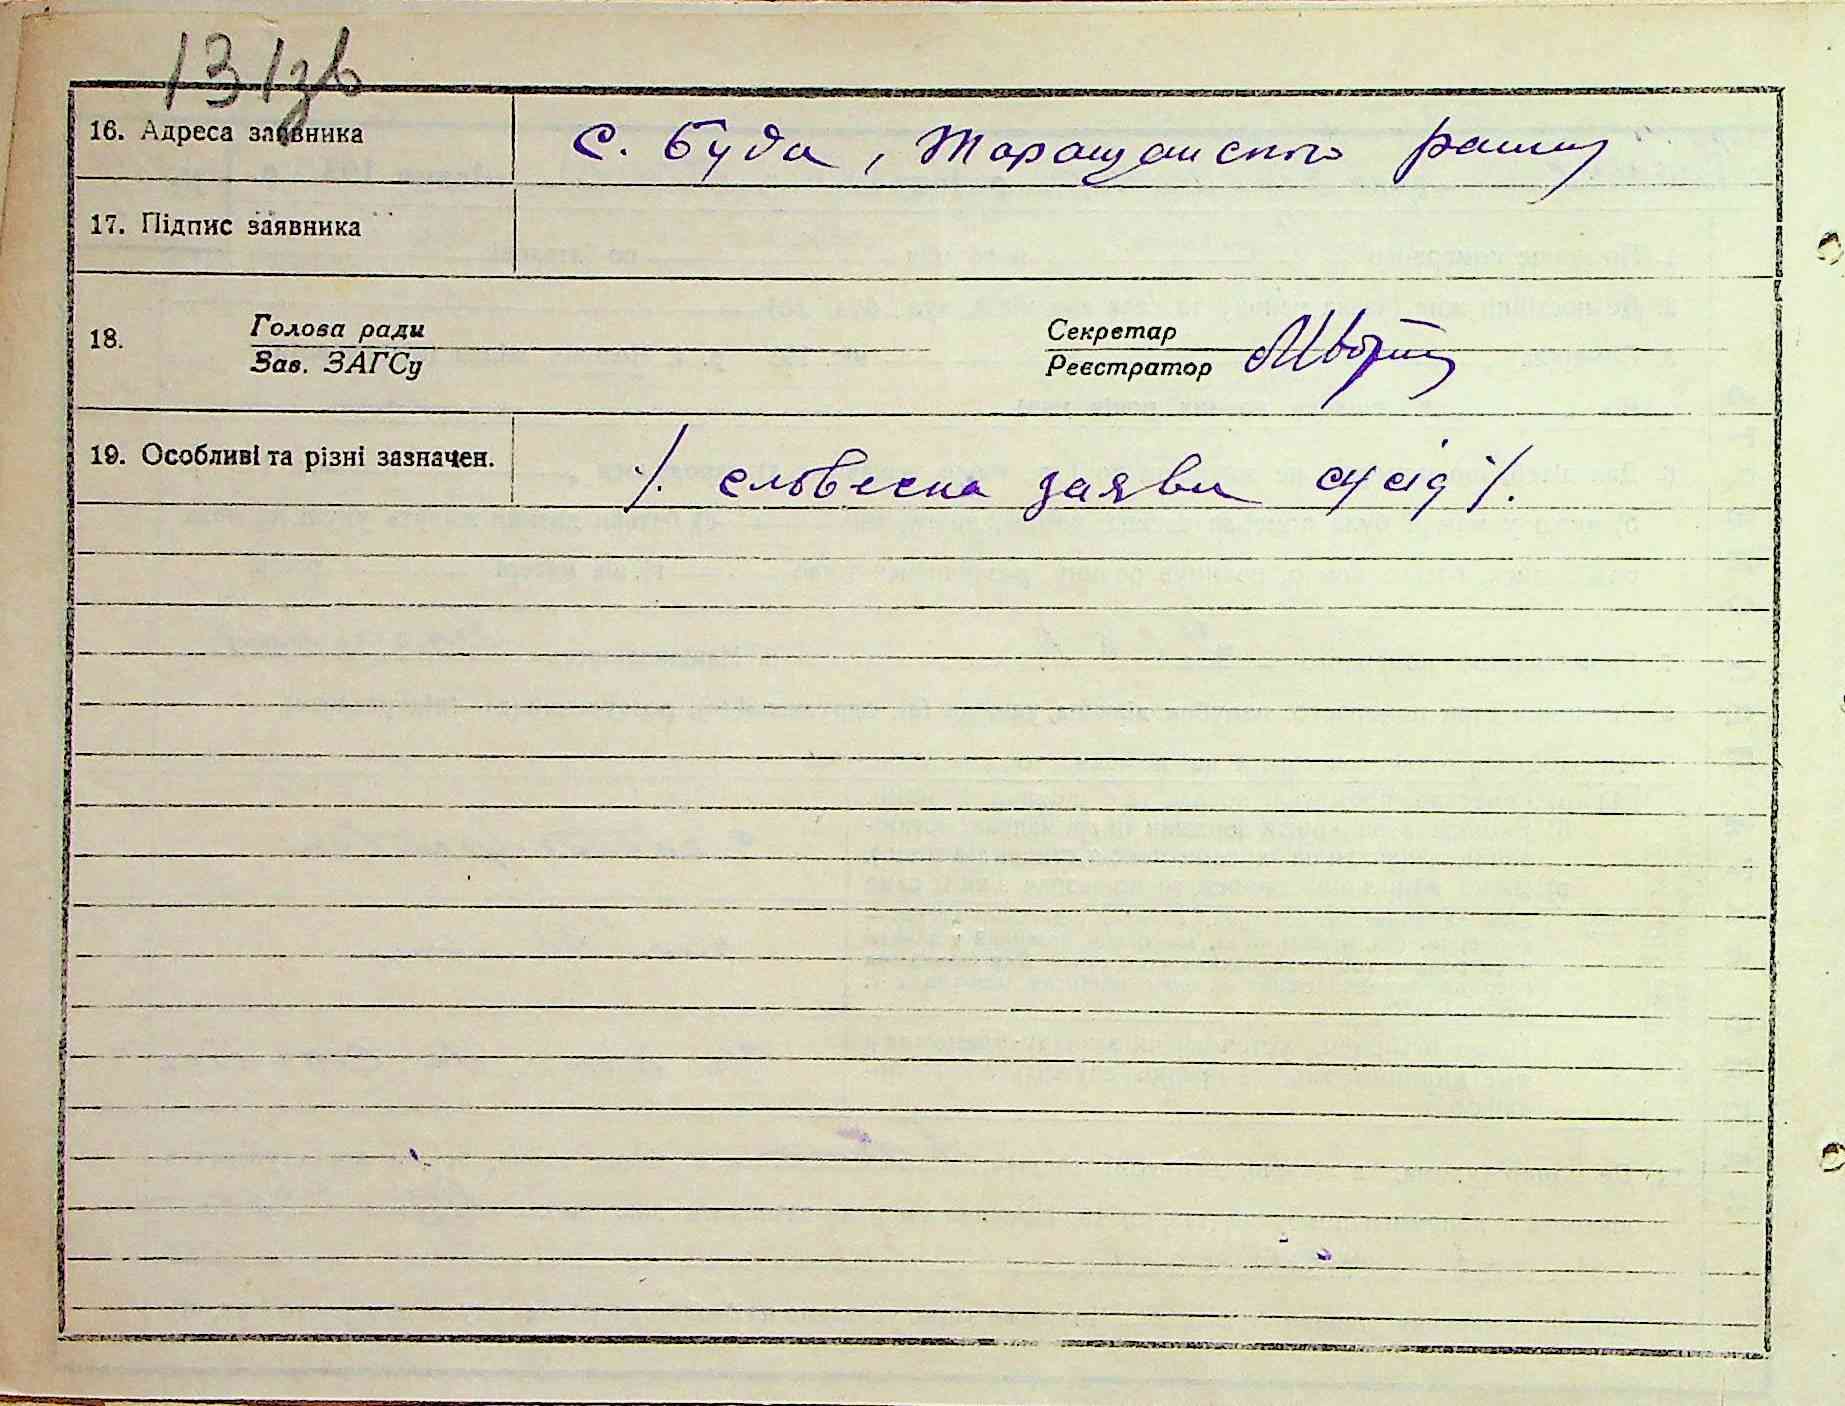 131зв
16. Адреса заявника с. Буда, Таращанського району
17. Підпис заявника
18. Голова ради Секретар
Зав. ЗАГСу Реєстратор
19. Особливі та різні зазначен. ·/. словесна заява сусід ·/.